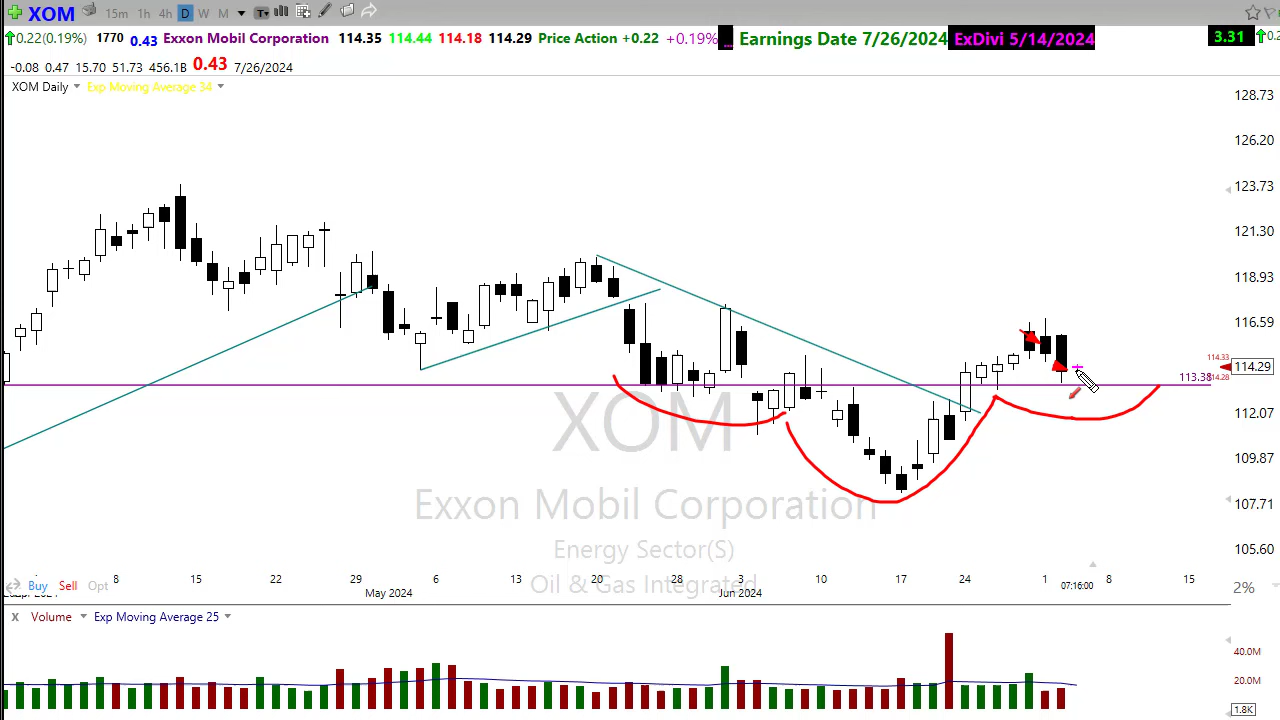 XOM 15m 1h 4h D W M
0.22(0.19%) 1770 0.43 Exxon Mobil Corporation 114.35 114.44 114.18 114.29 Price Action +0.22 +0.19% Earnings Date 7/26/2024 ExDivi 5/14/2024 3.31
-0.08 0.47 15.70 51.73 456.1B 0.43 7/26/2024
XOM Daily Exp Moving Average 34
128.73
126.20
123.73
121.30
118.93
116.59
114.33
114.29
113.38
114.28
112.07
109.87
107.71
105.60
XOM
Exxon Mobil Corporation
Energy Sector(S)
Oil & Gas Integrated
8 15 22 29 6 13 20 28 3 10 17 24 1 07:16:00 8 15
Buy Sell Opt 2%
May 2024 Jun 2024
X Volume Exp Moving Average 25
40.0M
20.0M
1.8K